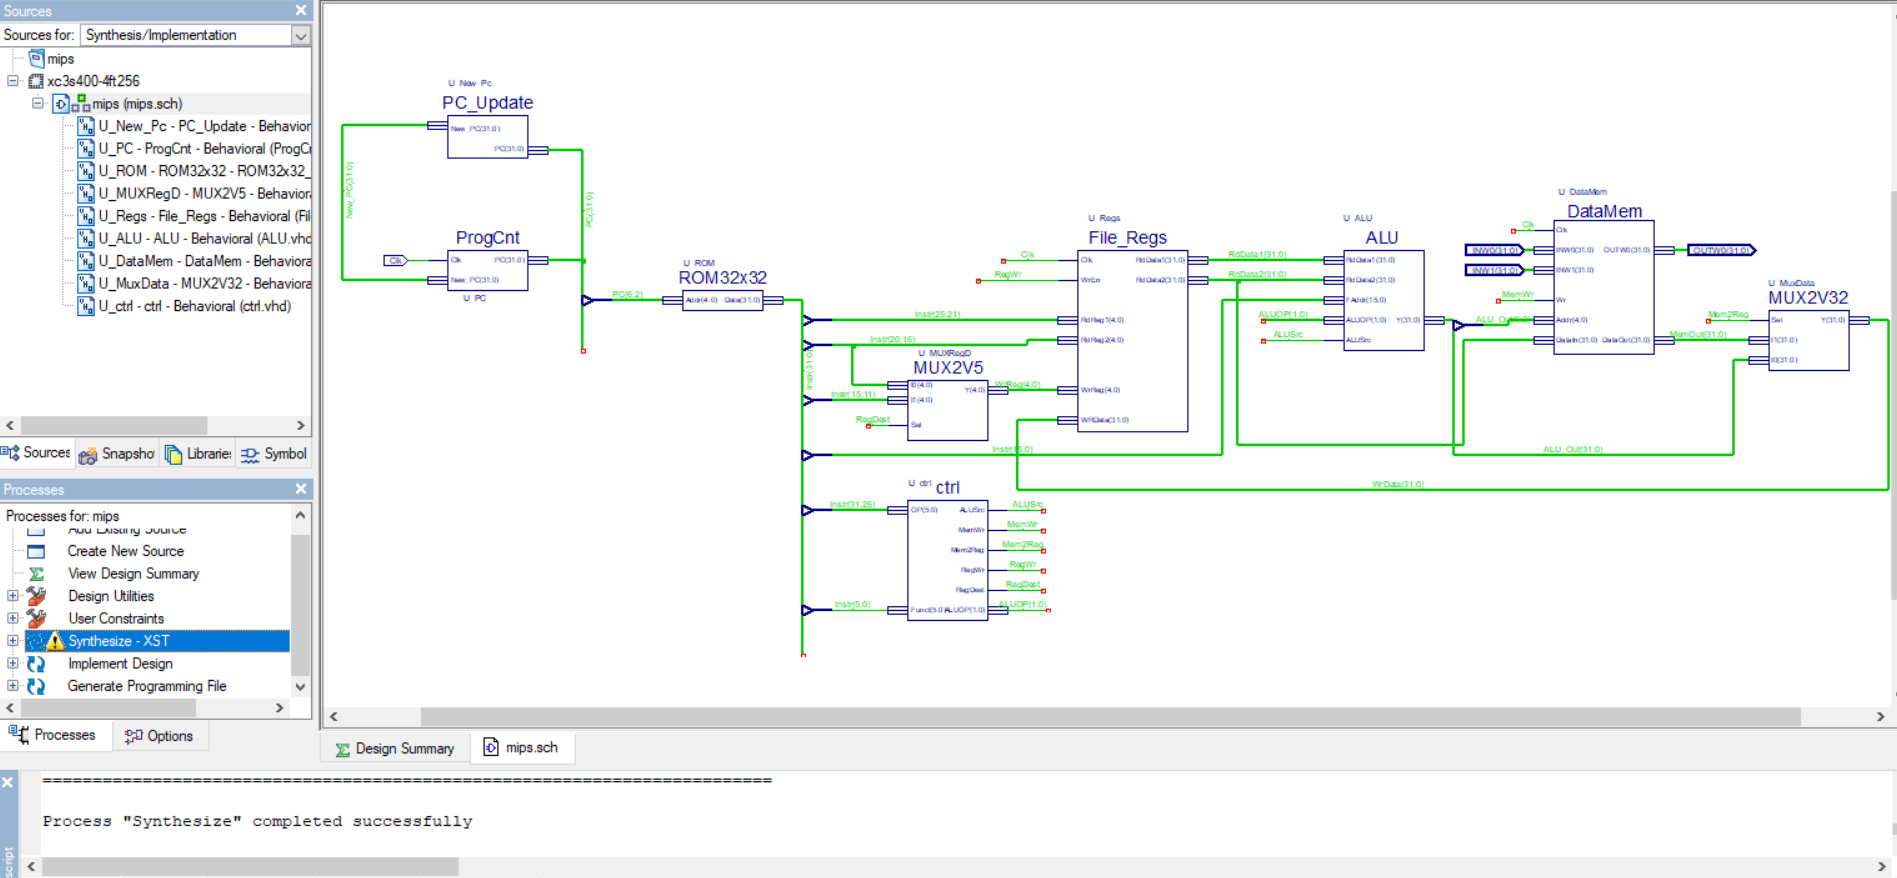 Sources
Sources for: Synthesis/Implementation
mips
xc3s400-4ft256
mips (mips.sch)
U_New_Pc - PC_Update - Behavior
U_PC - ProgCnt - Behavioral (ProgC
U_ROM - ROM32x32 - ROM32x32_
U_MUXRegD - MUX2V5 - Behavior
U_Regs - File_Regs - Behavioral (Fil
U_ALU - ALU - Behavioral (ALU.vhd
U_DataMem - DataMem - Behaviora
U_MuxData - MUX2V32 - Behaviora
U_ctrl - ctrl - Behavioral (ctrl.vhd)
Sources Snapsho Librarie Symbol
Processes
Processes for: mips
Add Existing Source
Create New Source
View Design Summary
Design Utilities
User Constraints
Synthesize - XST
Implement Design
Generate Programming File
Processes Options
U_New_Pc
PC_Update
New_PC(31:0)
PC(31:0)
New_PC(31:0)
PC(31:0)
ProgCnt
Clk
Clk
PC(31:0)
New_PC(31:0)
U_PC
U_ROM
ROM32x32
PC(6:2)
Addr(4:0) Data(31:0)
Instr(31:0)
Instr(25:21)
Instr(20:16)
U_MUXRegD
MUX2V5
I0(4:0)
Y(4:0)
Instr(15:11)
I1(4:0)
RegDest
Sel
WrReg(4:0)
Instr(15:0)
U_ctrl
ctrl
Instr(31:26)
OP(5:0)
ALUSrc ALUSrc
MemWr MemWr
Mem2Reg Mem2Reg
RegWr RegWr
RegDest RegDest
Instr(5:0)
Funct(5:0) ALUOP(1:0) ALUOP(1:0)
U_Regs
File_Regs
Clk Clk
RegWr WrEn
RdReg1(4:0)
RdReg2(4:0)
WrReg(4:0)
WRData(31:0)
RdData1(31:0) RdData1(31:0)
RdData2(31:0) RdData2(31:0)
U_ALU
ALU
RdData1(31:0)
RdData2(31:0)
FAddr(15:0)
ALUOP(1:0) ALUOP(1:0) Y(31:0)
ALUSrc ALUSrc
U_DataMem
DataMem
Clk Clk
INW0(31:0) INW0(31:0) OUTW0(31:0) OUTW0(31:0)
INW1(31:0) INW1(31:0)
MemWr Wr
Addr(4:0)
DataIn(31:0) DataOut(31:0) MemOut(31:0)
U_MuxData
MUX2V32
Mem2Reg Sel Y(31:0)
I1(31:0)
I0(31:0)
ALU_Out(31:0)
WrData(31:0)
Design Summary mips.sch
=========================================================================
Process "Synthesize" completed successfully
script